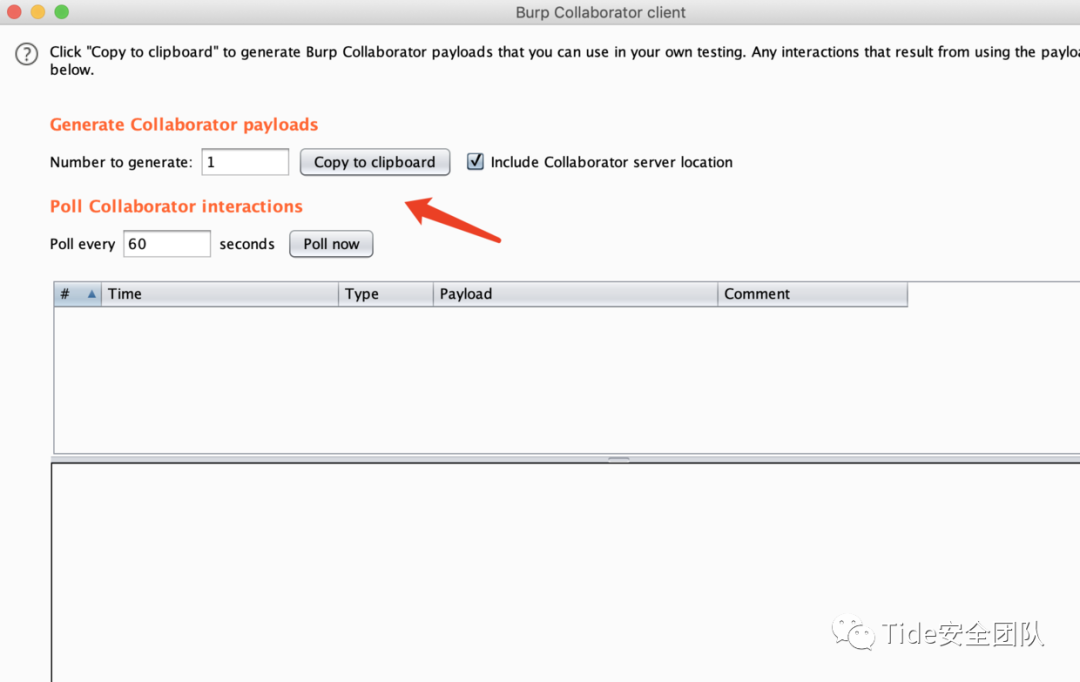 Burp Collaborator client
Click "Copy to clipboard" to generate Burp Collaborator payloads that you can use in your own testing. Any interactions that result from using the
below.
Generate Collaborator payloads
Number to generate: 1 Copy to clipboard Include Collaborator server location
Poll Collaborator interactions
Poll every 60 seconds Poll now
# Time Type Payload Comment
Tide安全团队